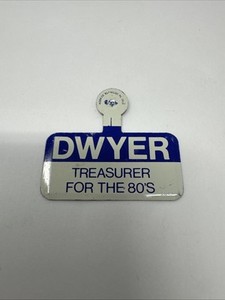 DWYER
TREASURER
FOR THE 80'S